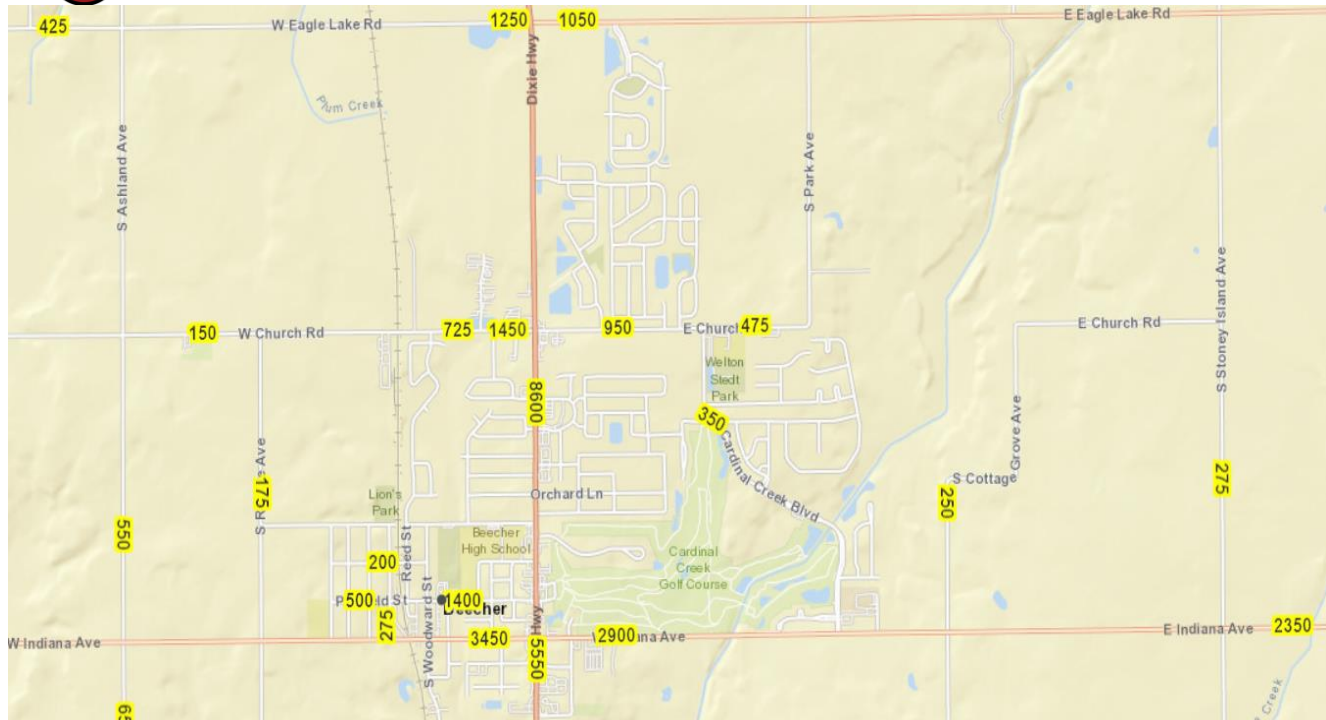 425
W Eagle Lake Rd
1250
1050
E Eagle Lake Rd
Plum Creek
Dixie Hwy
S Ashland Ave
S Park Ave
S Stoney Island Ave
150
W Church Rd
725
1450
950
E Church
475
E Church Rd
Welton
Stedt
Park
8600
350
Cardinal Creek Blvd
Grove Ave
S Cottage
175
Ave
250
275
Lion's
Park
Orchard Ln
550
Beecher
High School
Reed St
200
Cardinal
Creek
Golf Course
500
St
1400
Beecher
S Woodward St
275
W Indiana Ave
3450
Hwy
5550
2900
Ave
E Indiana Ave
2350
Creek